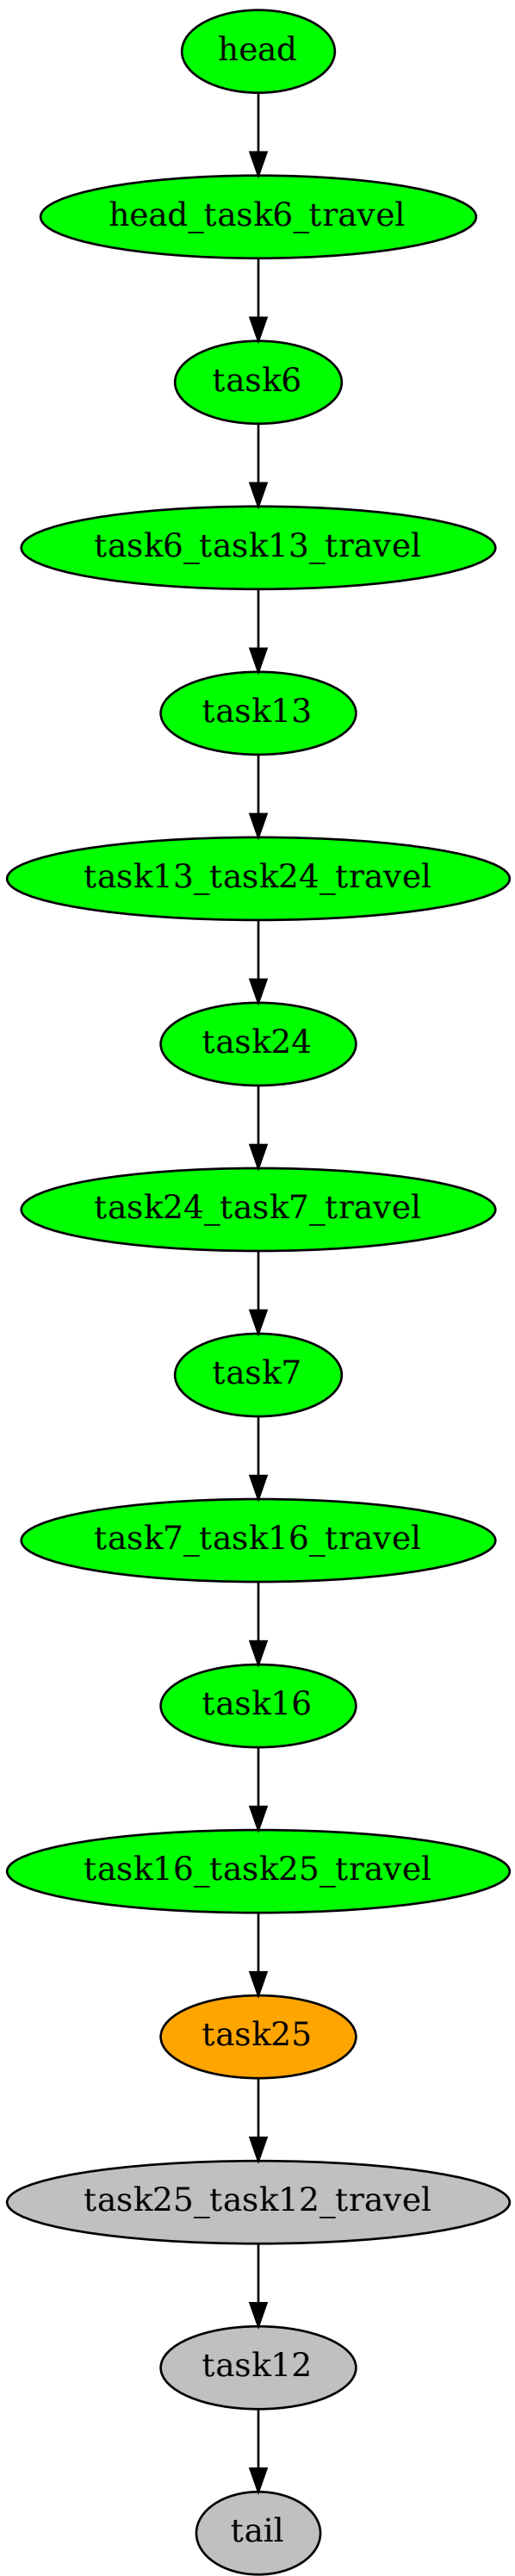 head
head_task6_travel
task6
task6_task13_travel
task13
task13_task24_travel
task24
task24_task7_travel
task7
task7_task16_travel
task16
task16_task25_travel
task25
task25_task12_travel
task12
tail